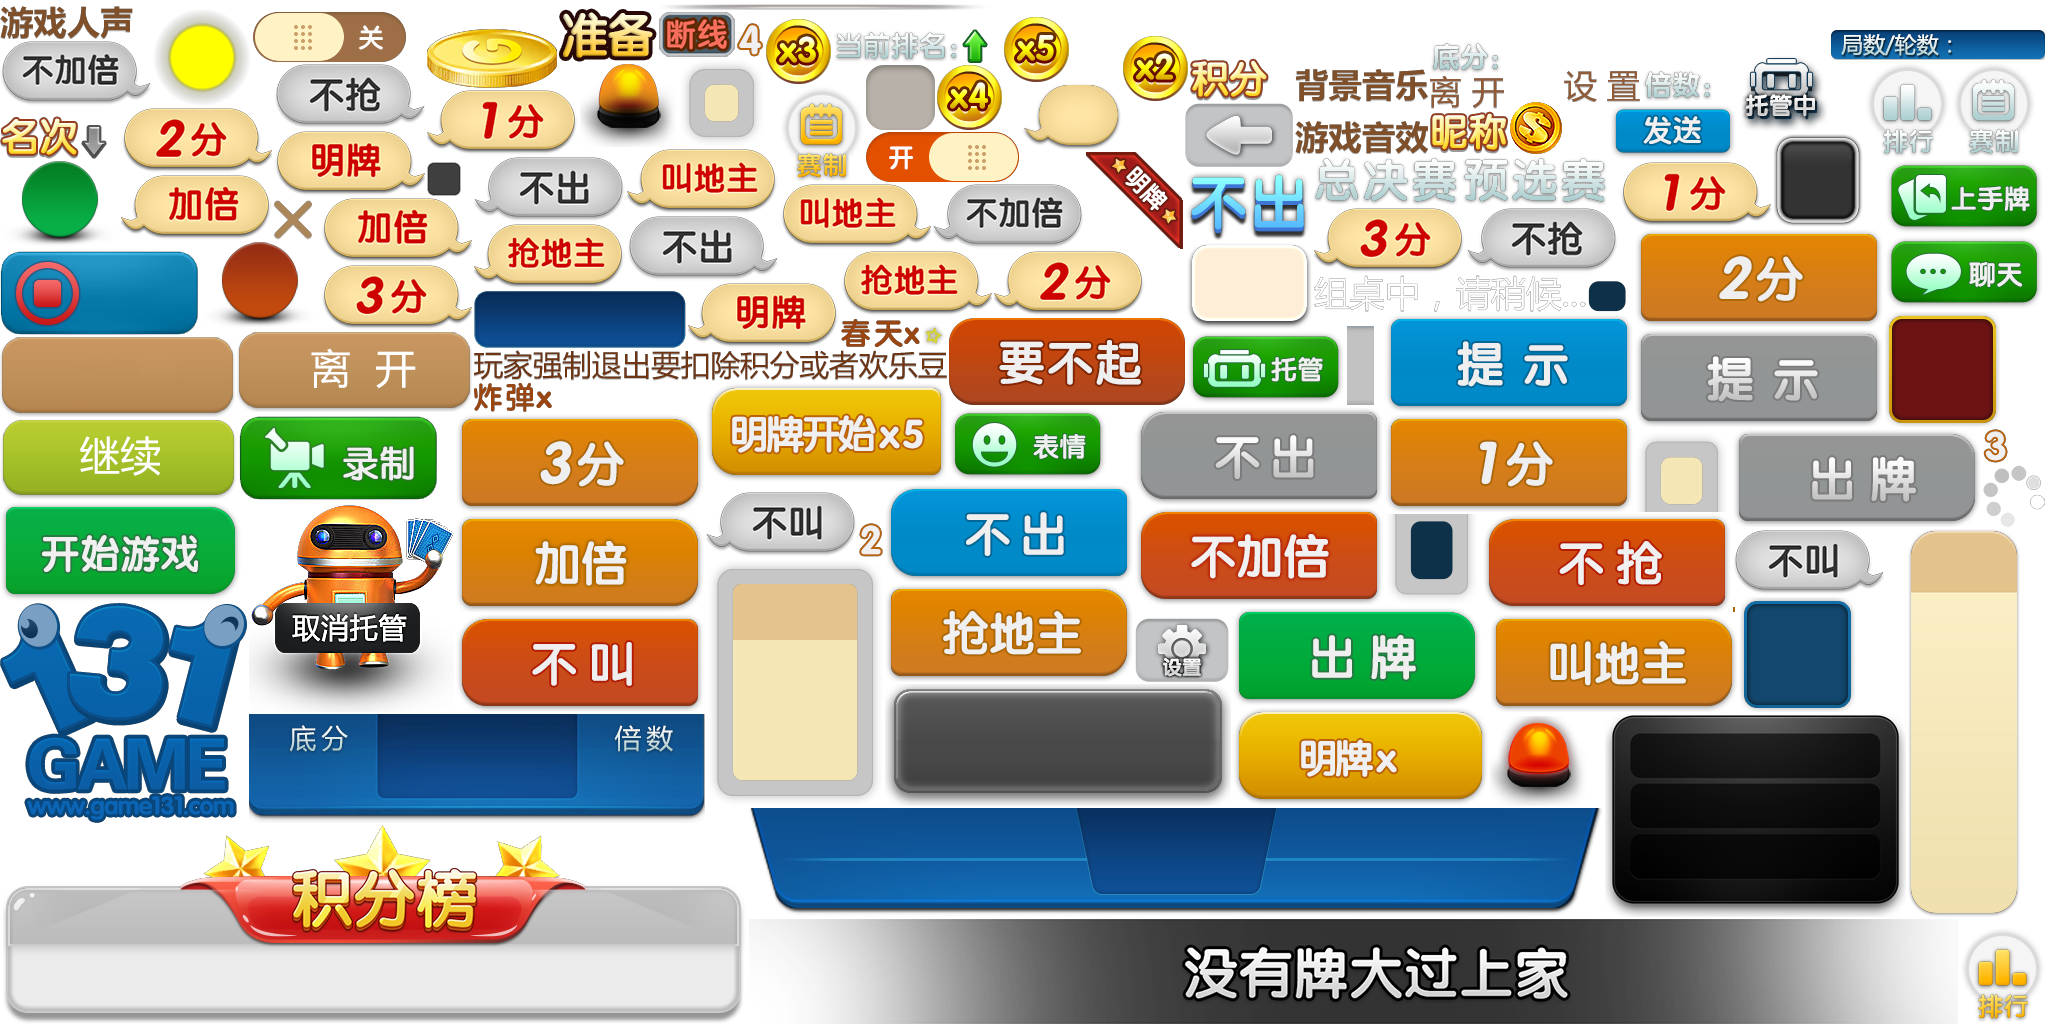 游戏人声
关
准备
断线
4
x3
当前排名:
x5
x2
积分
背景音乐
底分:
离 开
设 置
倍数:
托管中
局数/轮数：
不加倍
不抢
1分
x4
赛制
开
游戏音效
昵称
发送
排行
赛制
名次
2分
明牌
不出
叫地主
明牌
总决赛
预选赛
1分
上手牌
加倍
加倍
抢地主
不出
叫地主
不加倍
不出
3分
不抢
3分
明牌
抢地主
2分
组桌中，请稍候...
2分
聊天
春天x
离 开
玩家强制退出要扣除积分或者欢乐豆
炸弹x
要不起
托管
提 示
提 示
继续
录制
3分
明牌开始x5
表情
不 出
1分
出 牌
3
开始游戏
加倍
不叫
2
不 出
不加倍
不 抢
不叫
取消托管
不 叫
抢地主
设置
出 牌
叫地主
131
GAME
www.game131.com
底分
倍数
明牌x
积分榜
没有牌大过上家
排行